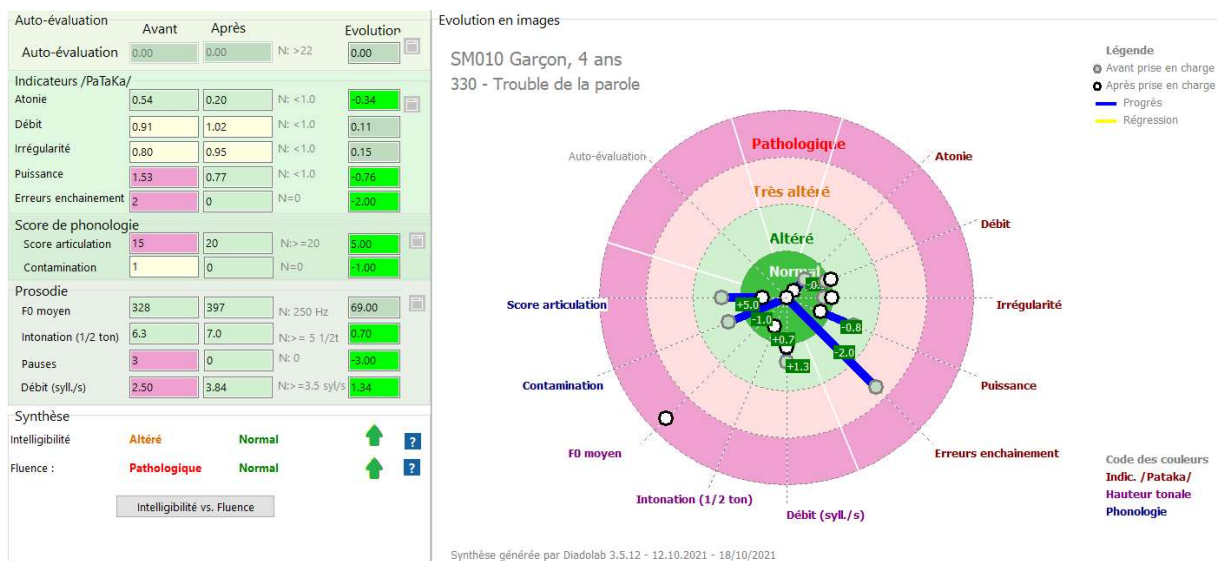 Auto-évaluation
Avant Après Evolution
Auto-évaluation 0.00 0.00 N: >22 0.00
Indicateurs /PaTaKa/
Atonie 0.54 0.20 N: <1.0 -0.34
Débit 0.91 1.02 N: <1.0 0.11
Irrégularité 0.80 0.95 N: <1.0 0.15
Puissance 1.53 0.77 N: <1.0 -0.76
Erreurs enchainement 2 0 N=0 -2.00
Score de phonologie
Score articulation 15 20 N:>=20 5.00
Contamination 1 0 N=0 -1.00
Prosodie
F0 moyen 328 397 N: 250 Hz 69.00
Intonation (1/2 ton) 6.3 7.0 N:>= 5 1/2t 0.70
Pauses 3 0 N: 0 -3.00
Débit (syll./s) 2.50 3.84 N:>=3.5 syl/s 1.34
Synthèse
Intelligibilité Altéré Normal ?
Fluence : Pathologique Normal ?
Intelligibilité vs. Fluence
Evolution en images
SM010 Garçon, 4 ans
330 - Trouble de la parole
Légende
Avant prise en charge
Après prise en charge
Progrès
Régression
Pathologique
Très altéré
Altéré
Normal
Auto-évaluation
Atonie
Débit
Irrégularité
Puissance
Erreurs enchainement
Débit (syll./s)
Intonation (1/2 ton)
F0 moyen
Contamination
Score articulation
+5.0
-1.0
+0.7
+1.3
-0.8
-2.0
Code des couleurs
Indic. /Pataka/
Hauteur tonale
Phonologie
Synthèse générée par Diadolab 3.5.12 - 12.10.2021 - 18/10/2021